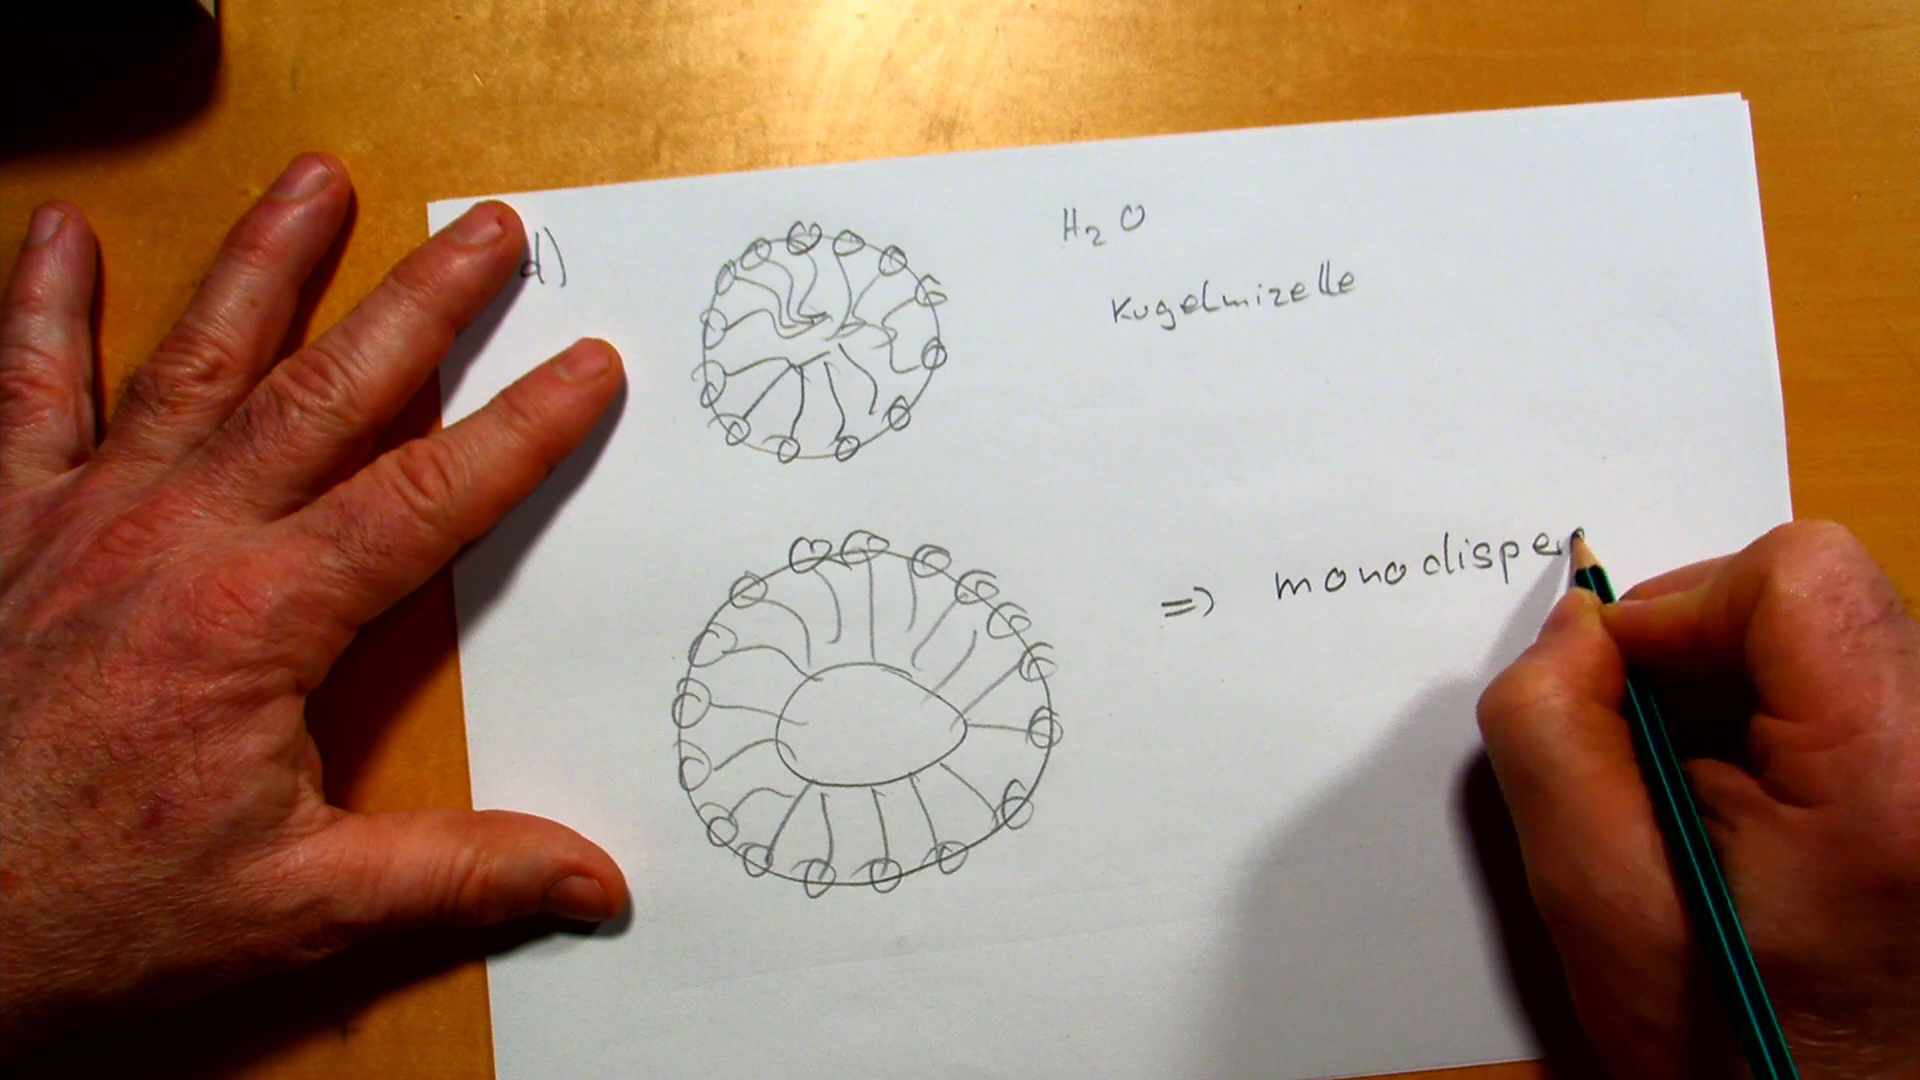 d)
H₂O
Kugelmizelle
=> monodisper